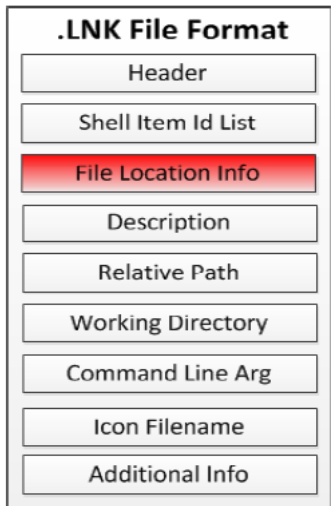 .LNK File Format
Header
Shell Item Id List
File Location Info
Description
Relative Path
Working Directory
Command Line Arg
Icon Filename
Additional Info